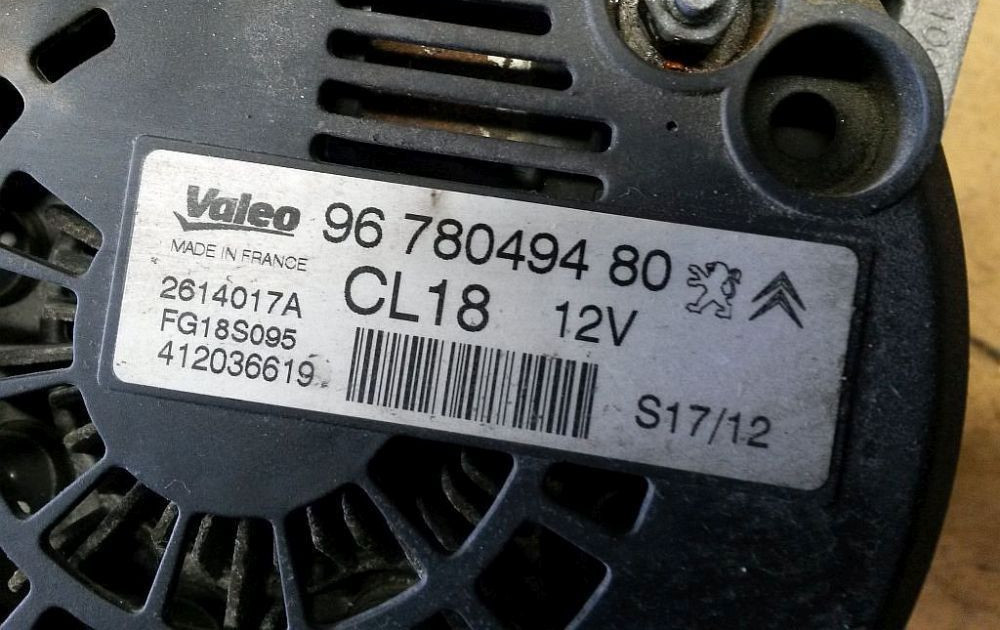 Valeo
96 780494 80
MADE IN FRANCE
2614017A
CL18
12V
FG18S095
412036619
S17/12